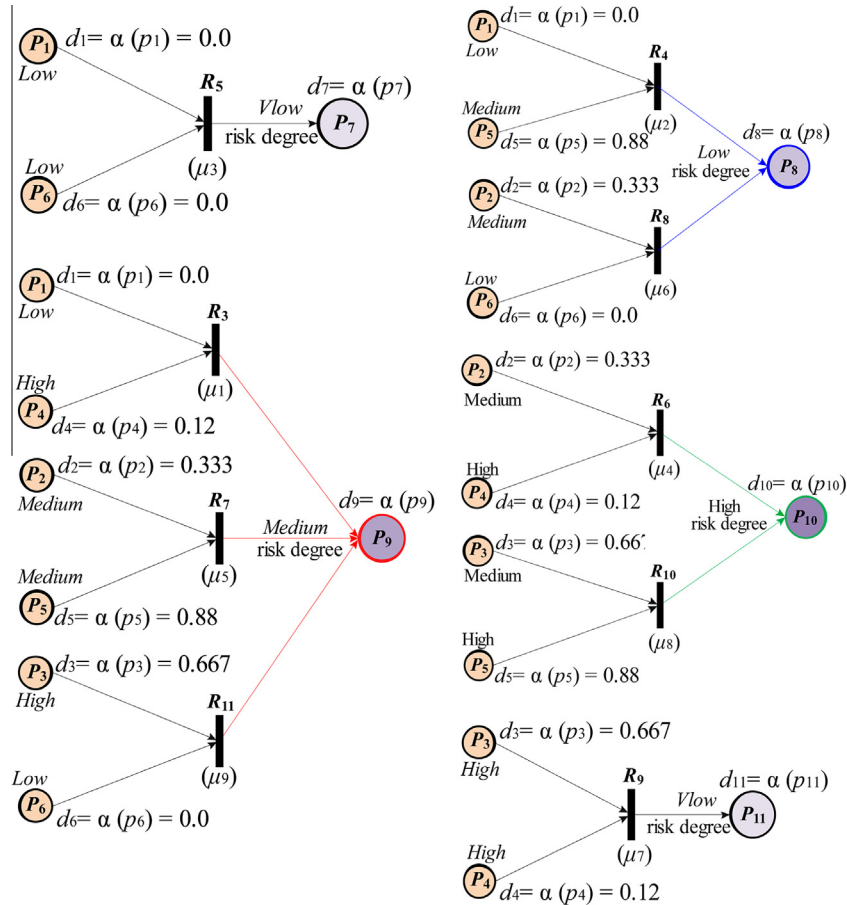 P1 d1= α (p1) = 0.0
Low
R5
d7= α (p7)
Vlow
P7
risk degree
(μ3)
Low
P6
d6= α (p6) = 0.0
P1 d1= α (p1) = 0.0
Low
R3
(μ1)
High
P4
d4= α (p4) = 0.12
d2= α (p2) = 0.333
P2
Medium
R7
d9= α (p9)
Medium
P9
risk degree
(μ5)
Medium
P5
d5= α (p5) = 0.88
d3= α (p3) = 0.667
P3
High
R11
(μ9)
Low
P6
d6= α (p6) = 0.0
d1= α (p1) = 0.0
P1
Low
R4
(μ2)
Medium
P5
d5= α (p5) = 0.88
d8= α (p8)
Low
risk degree
P8
d2= α (p2) = 0.333
P2
Medium
R8
(μ6)
Low
P6
d6= α (p6) = 0.0
d2= α (p2) = 0.333
P2
Medium
R6
(μ4)
High
P4
d4= α (p4) = 0.12
d10= α (p10)
High
risk degree
P10
d3= α (p3) = 0.667
P3
Medium
R10
(μ8)
High
P5
d5= α (p5) = 0.88
d3= α (p3) = 0.667
P3
High
R9
d11= α (p11)
Vlow
P11
risk degree
(μ7)
High
P4
d4= α (p4) = 0.12